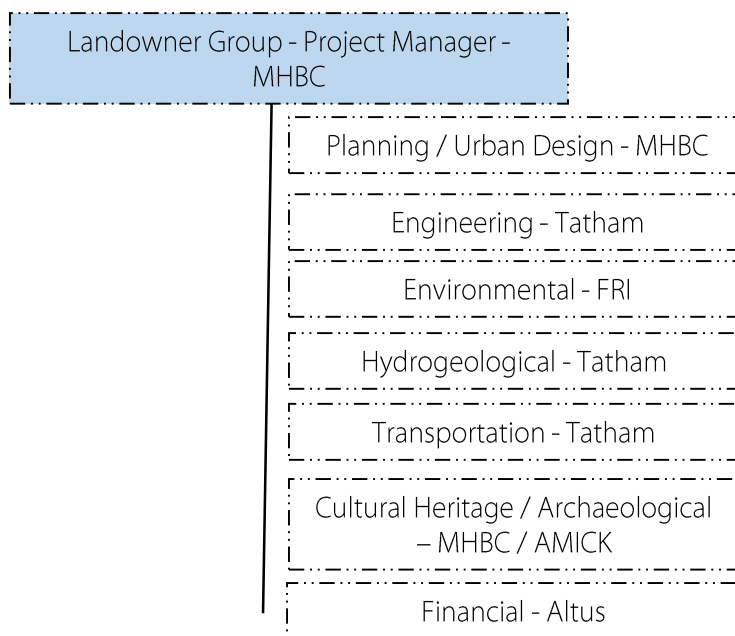 Landowner Group - Project Manager -
MHBC
Planning / Urban Design - MHBC
Engineering - Tatham
Environmental - FRI
Hydrogeological - Tatham
Transportation - Tatham
Cultural Heritage / Archaeological
– MHBC / AMICK
Financial - Altus